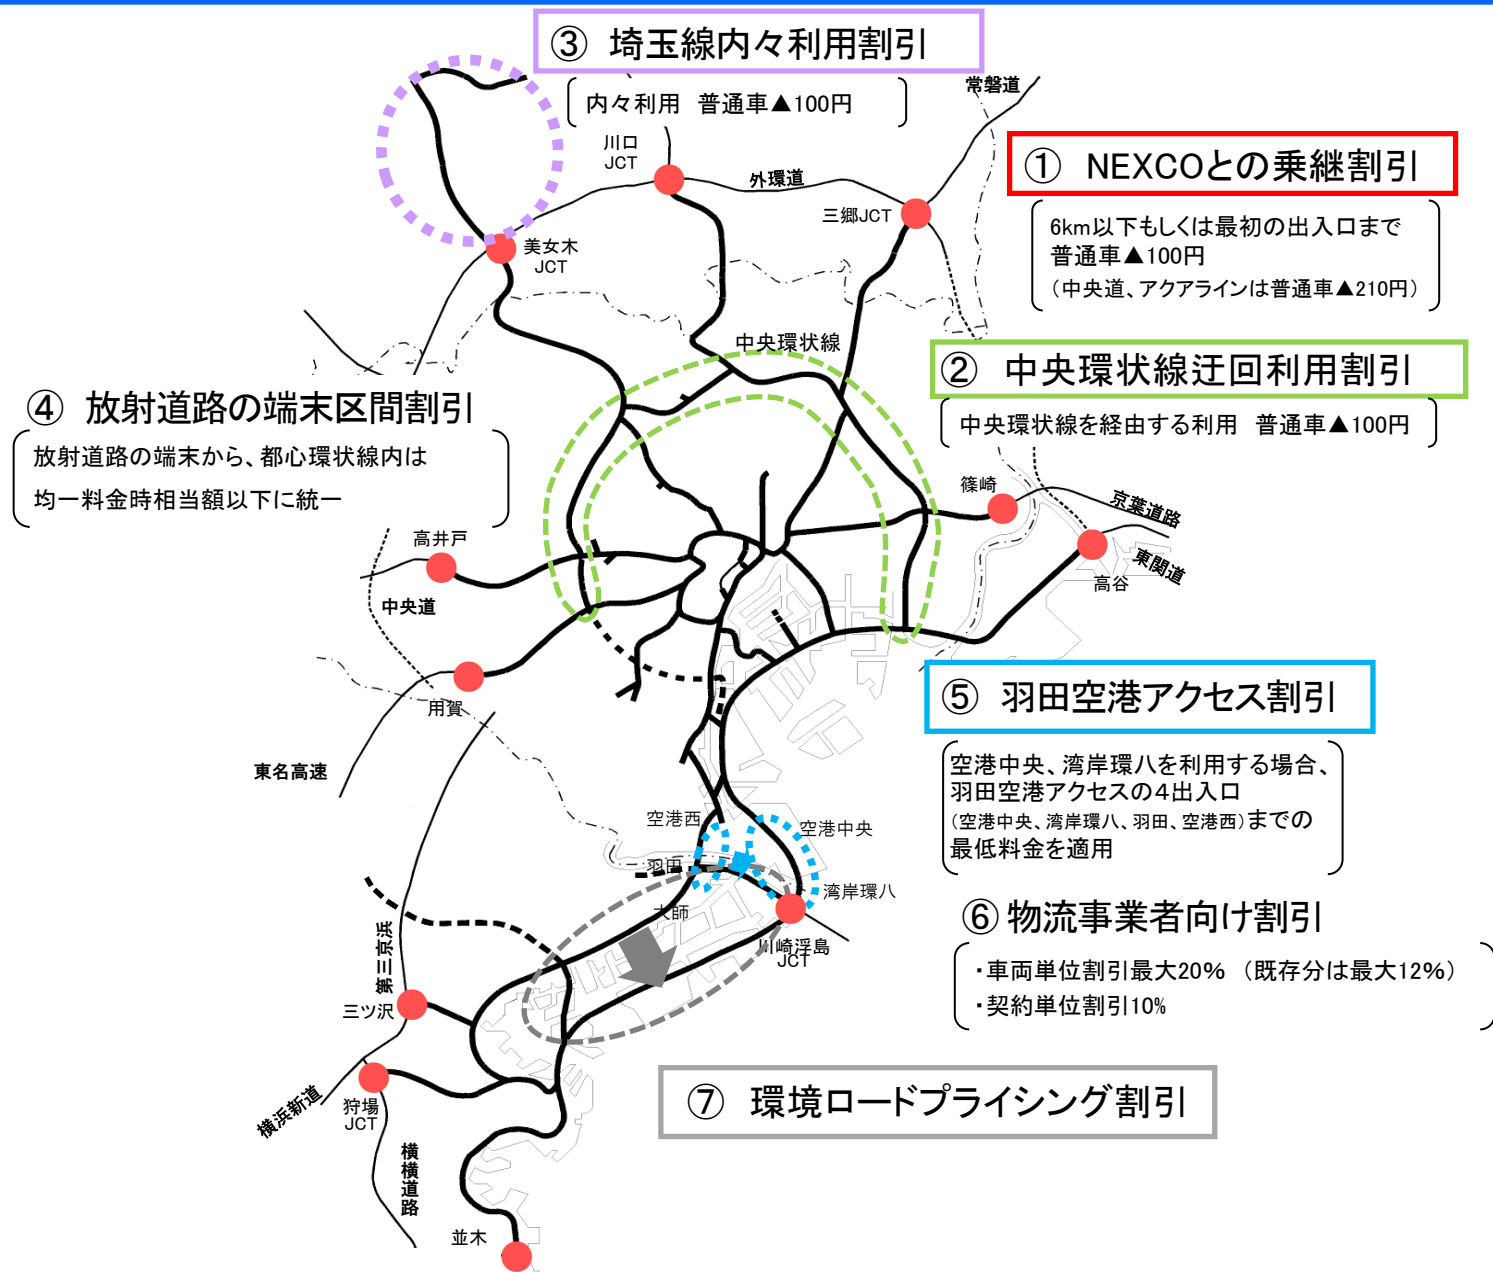 ③ 埼玉線内々利用割引
内々利用 普通車▲100円
常磐道
川口
JCT
外環道
三郷JCT
美女木
JCT
① NEXCOとの乗継割引
6km以下もしくは最初の出入口まで
普通車▲100円
（中央道、アクアラインは普通車▲210円）
中央環状線
② 中央環状線迂回利用割引
中央環状線を経由する利用 普通車▲100円
④ 放射道路の端末区間割引
放射道路の端末から、都心環状線内は
均一料金時相当額以下に統一
篠崎
京葉道路
高井戸
中央道
東関道
高谷
用賀
東名高速
⑤ 羽田空港アクセス割引
空港中央、湾岸環八を利用する場合、
羽田空港アクセスの４出入口
（空港中央、湾岸環八、羽田、空港西）までの
最低料金を適用
空港西
空港中央
羽田
湾岸環八
大師
川崎浮島
JCT
⑥ 物流事業者向け割引
・車両単位割引最大20% （既存分は最大12%）
・契約単位割引10%
第三京浜
三ツ沢
⑦ 環境ロードプライシング割引
横浜新道
狩場
JCT
横横道路
並木